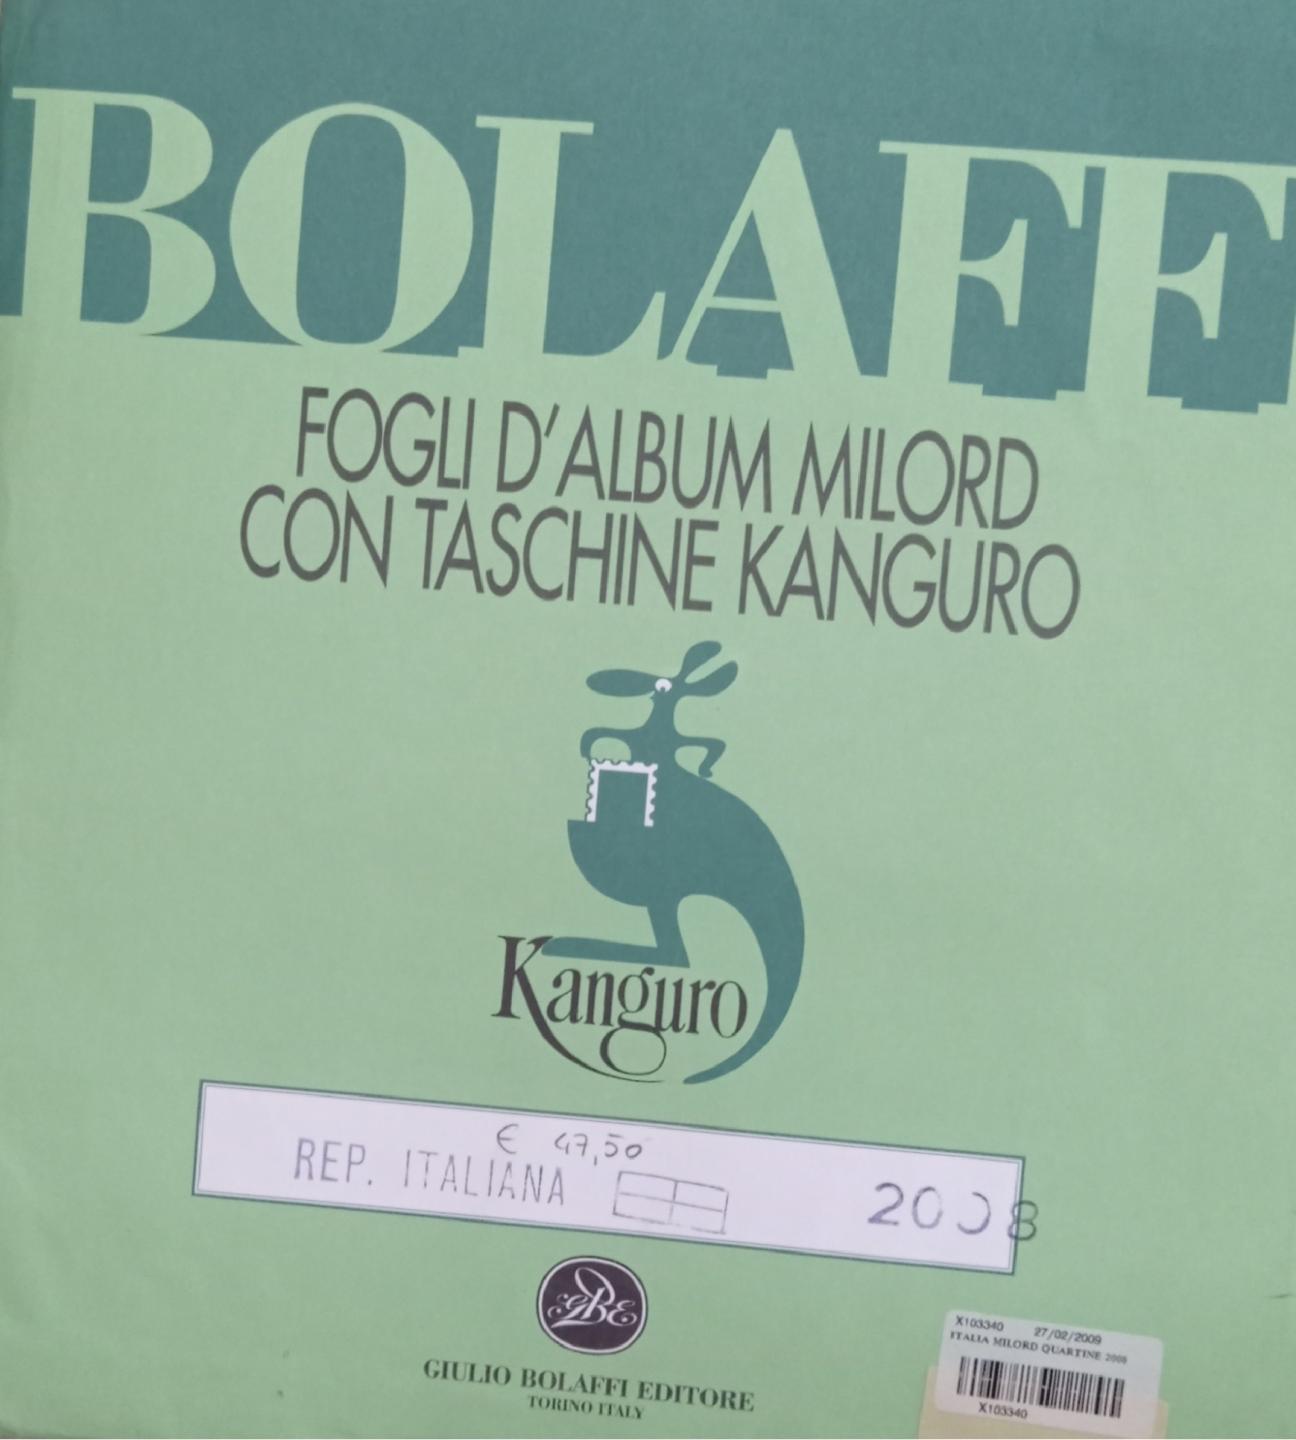 BOLAFF
FOGLI D'ALBUM MILORD
CON TASCHINE KANGURO
Kanguro
€ 47,50
REP. ITALIANA
2008
GBE
GIULIO BOLAFFI EDITORE
TORINO ITALY
X103340 27/02/2009
ITALIA MILORD QUARTINE 2008
X103340